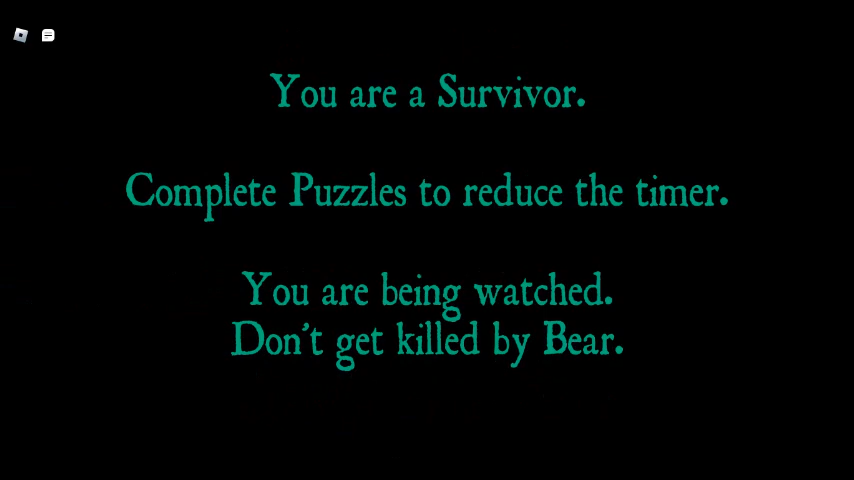 You are a Survivor.
Complete Puzzles to reduce the timer.
You are being watched.
Don't get killed by Bear.